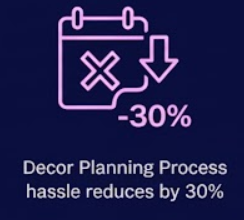 -30%
Decor Planning Process
hassle reduces by 30%